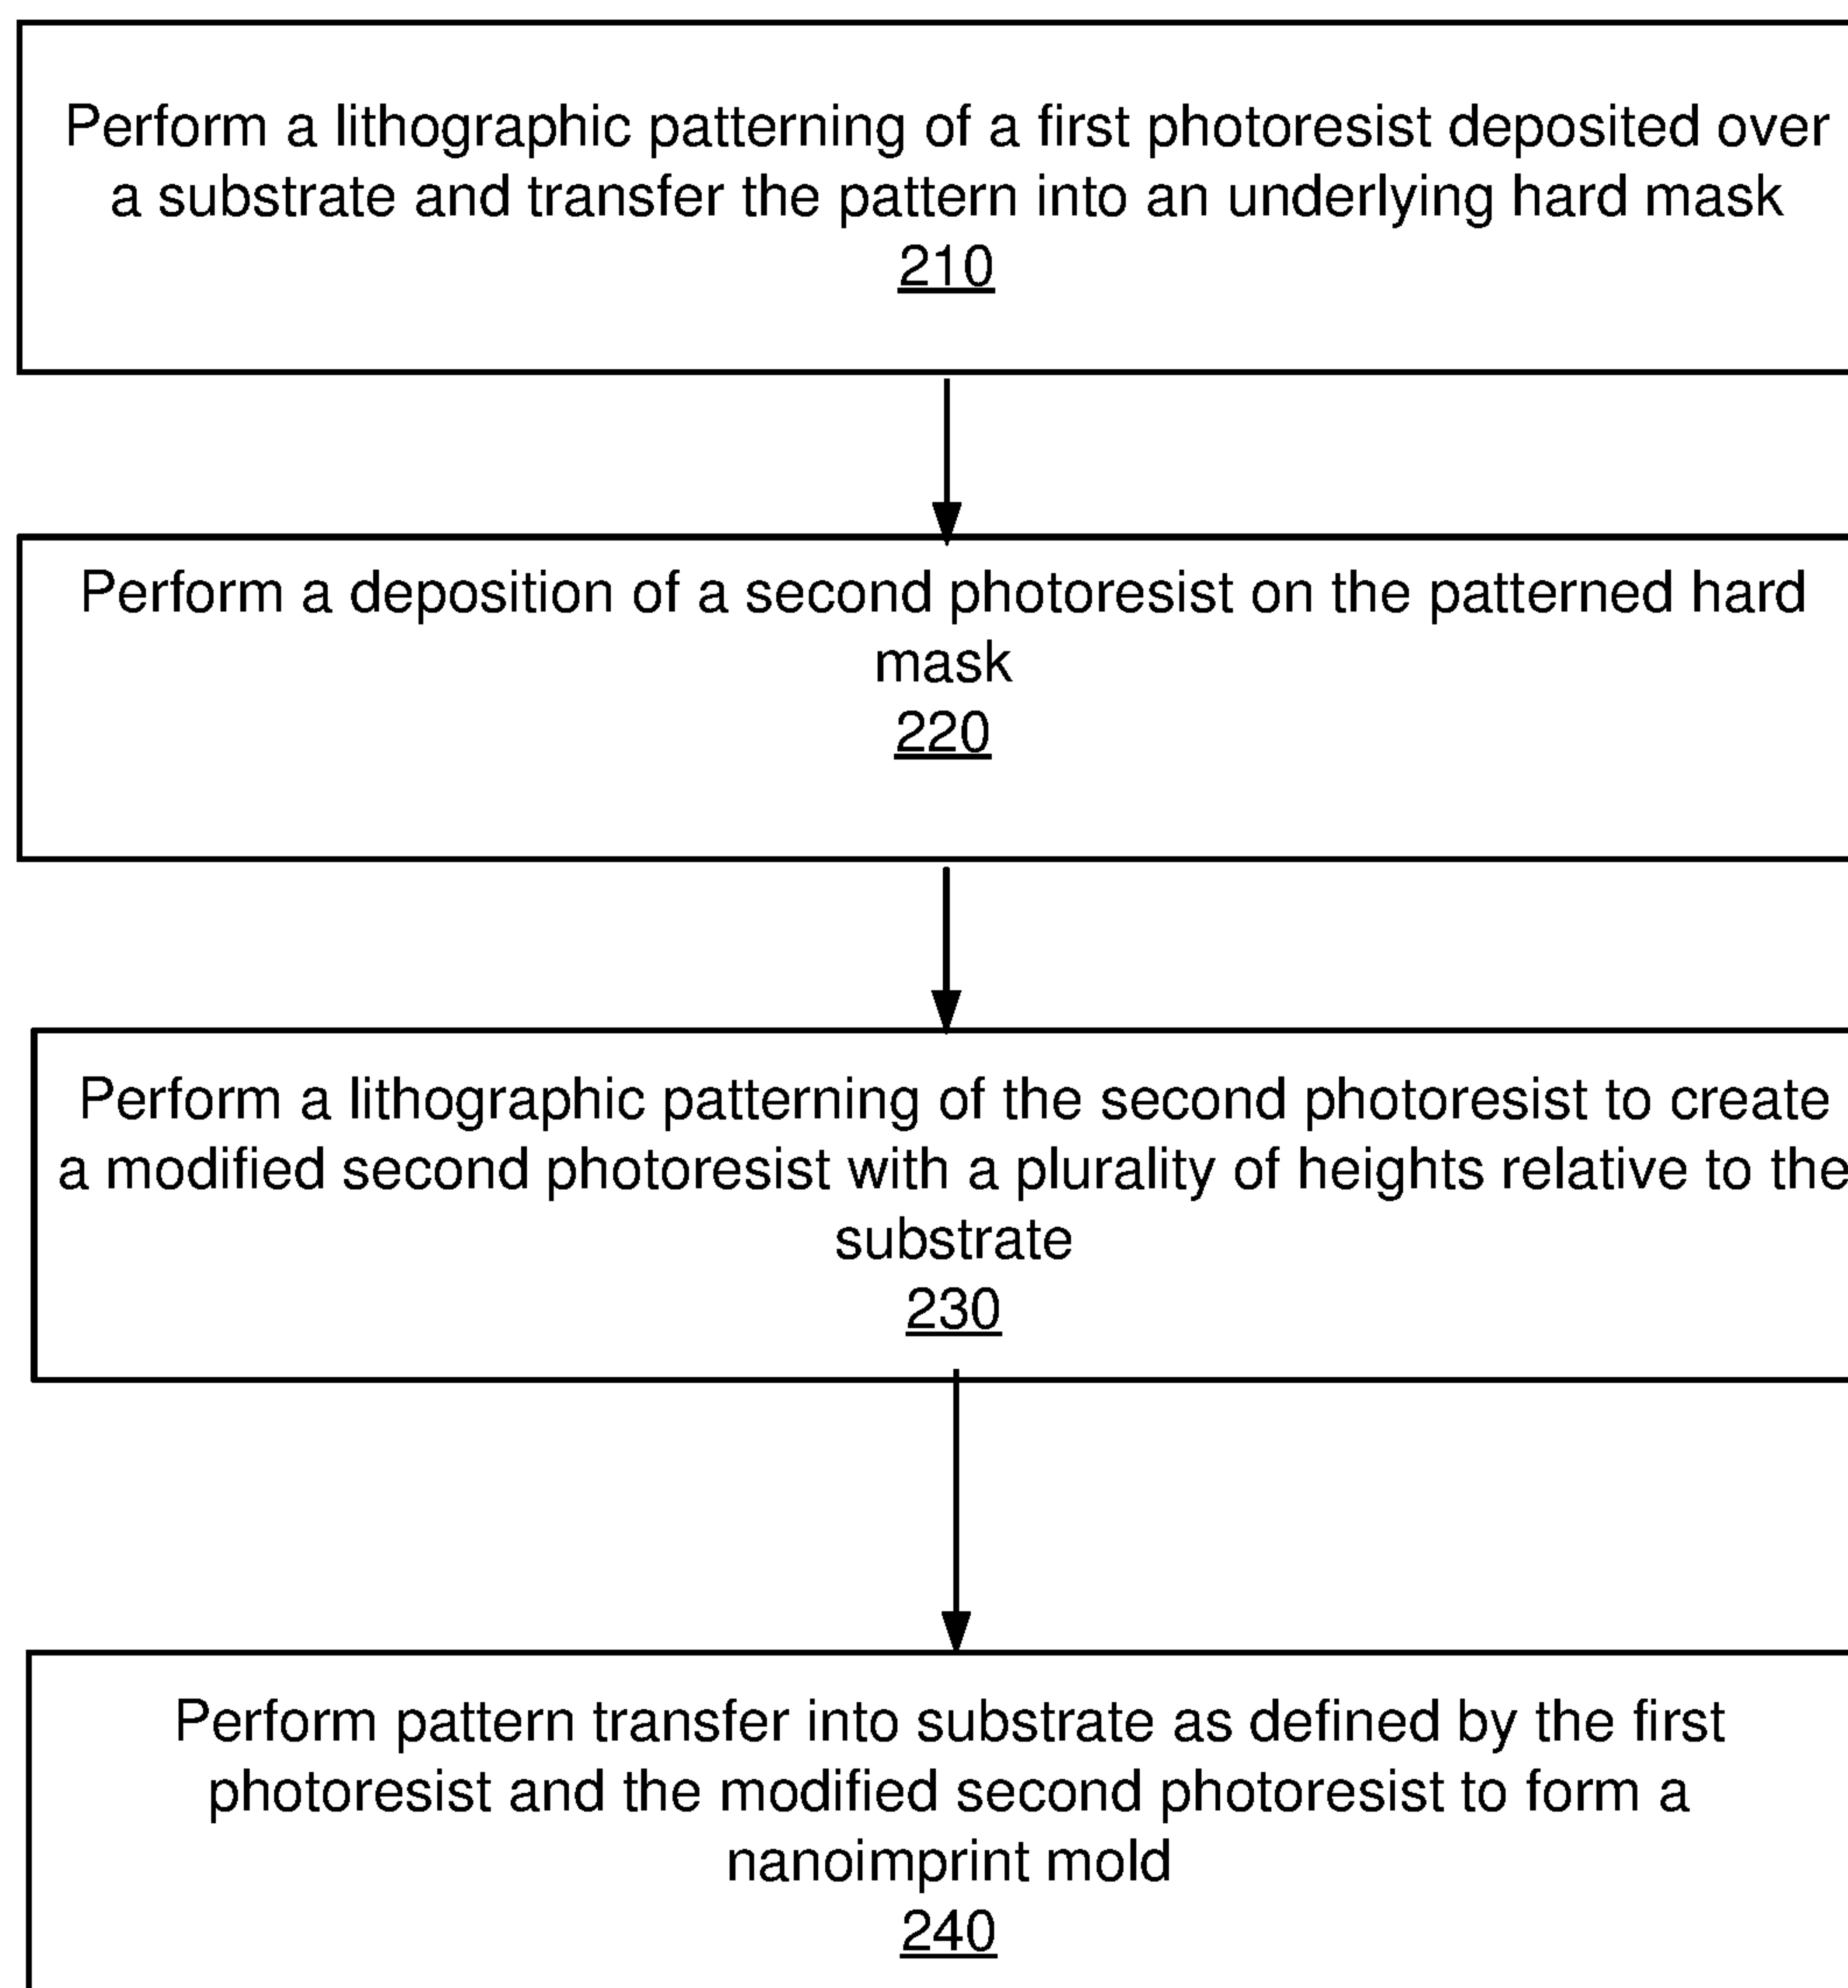 Perform a lithographic patterning of a first photoresist deposited over
a substrate and transfer the pattern into an underlying hard mask
210
Perform a deposition of a second photoresist on the patterned hard
mask
220
Perform a lithographic patterning of the second photoresist to create
a modified second photoresist with a plurality of heights relative to the
substrate
230
Perform pattern transfer into substrate as defined by the first
photoresist and the modified second photoresist to form a
nanoimprint mold
240